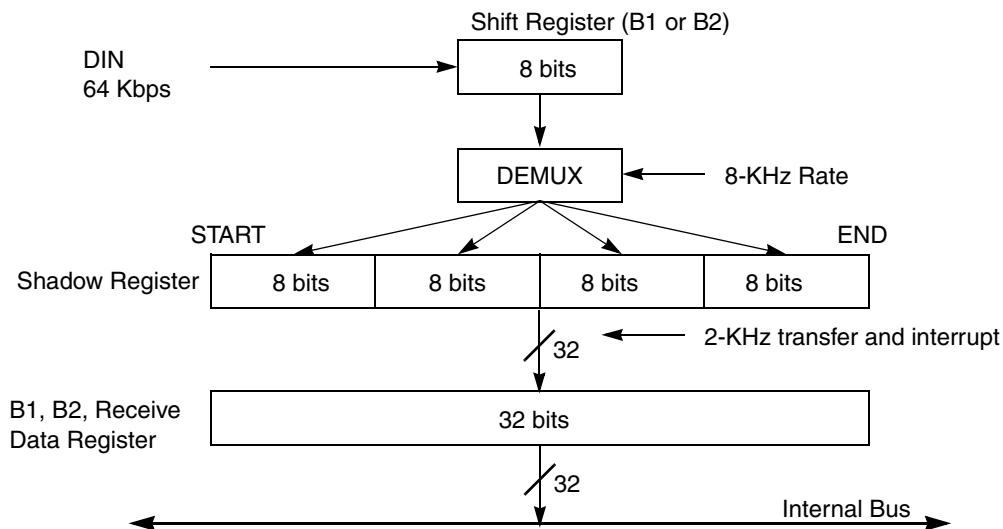 Shift Register (B1 or B2)
DIN
64 Kbps
8 bits
DEMUX
8-KHz Rate
START
END
Shadow Register
8 bits
8 bits
8 bits
8 bits
2-KHz transfer and interrupt
32
B1, B2, Receive
Data Register
32 bits
32
Internal Bus